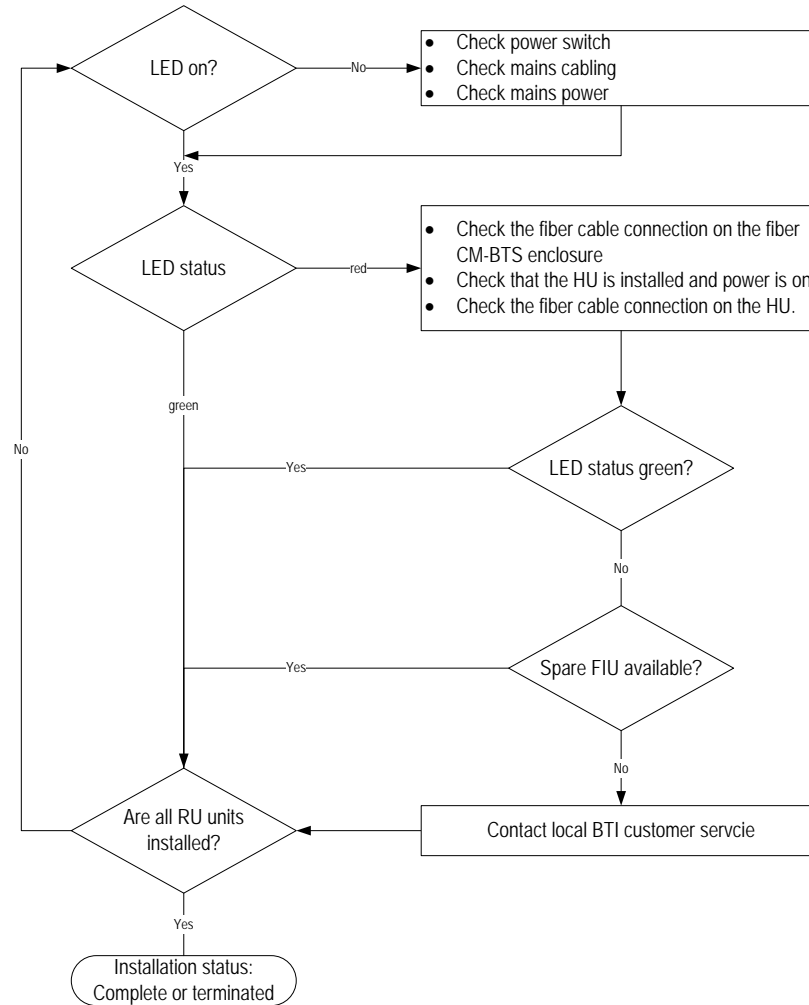 LED on?
No
• Check power switch
• Check mains cabling
• Check mains power
Yes
LED status
red
• Check the fiber cable connection on the fiber
CM-BTS enclosure
• Check that the HU is installed and power is on
• Check the fiber cable connection on the HU.
green
No
Yes
LED status green?
No
Yes
Spare FIU available?
No
Are all RU units
installed?
Contact local BTI customer servcie
Yes
Installation status:
Complete or terminated